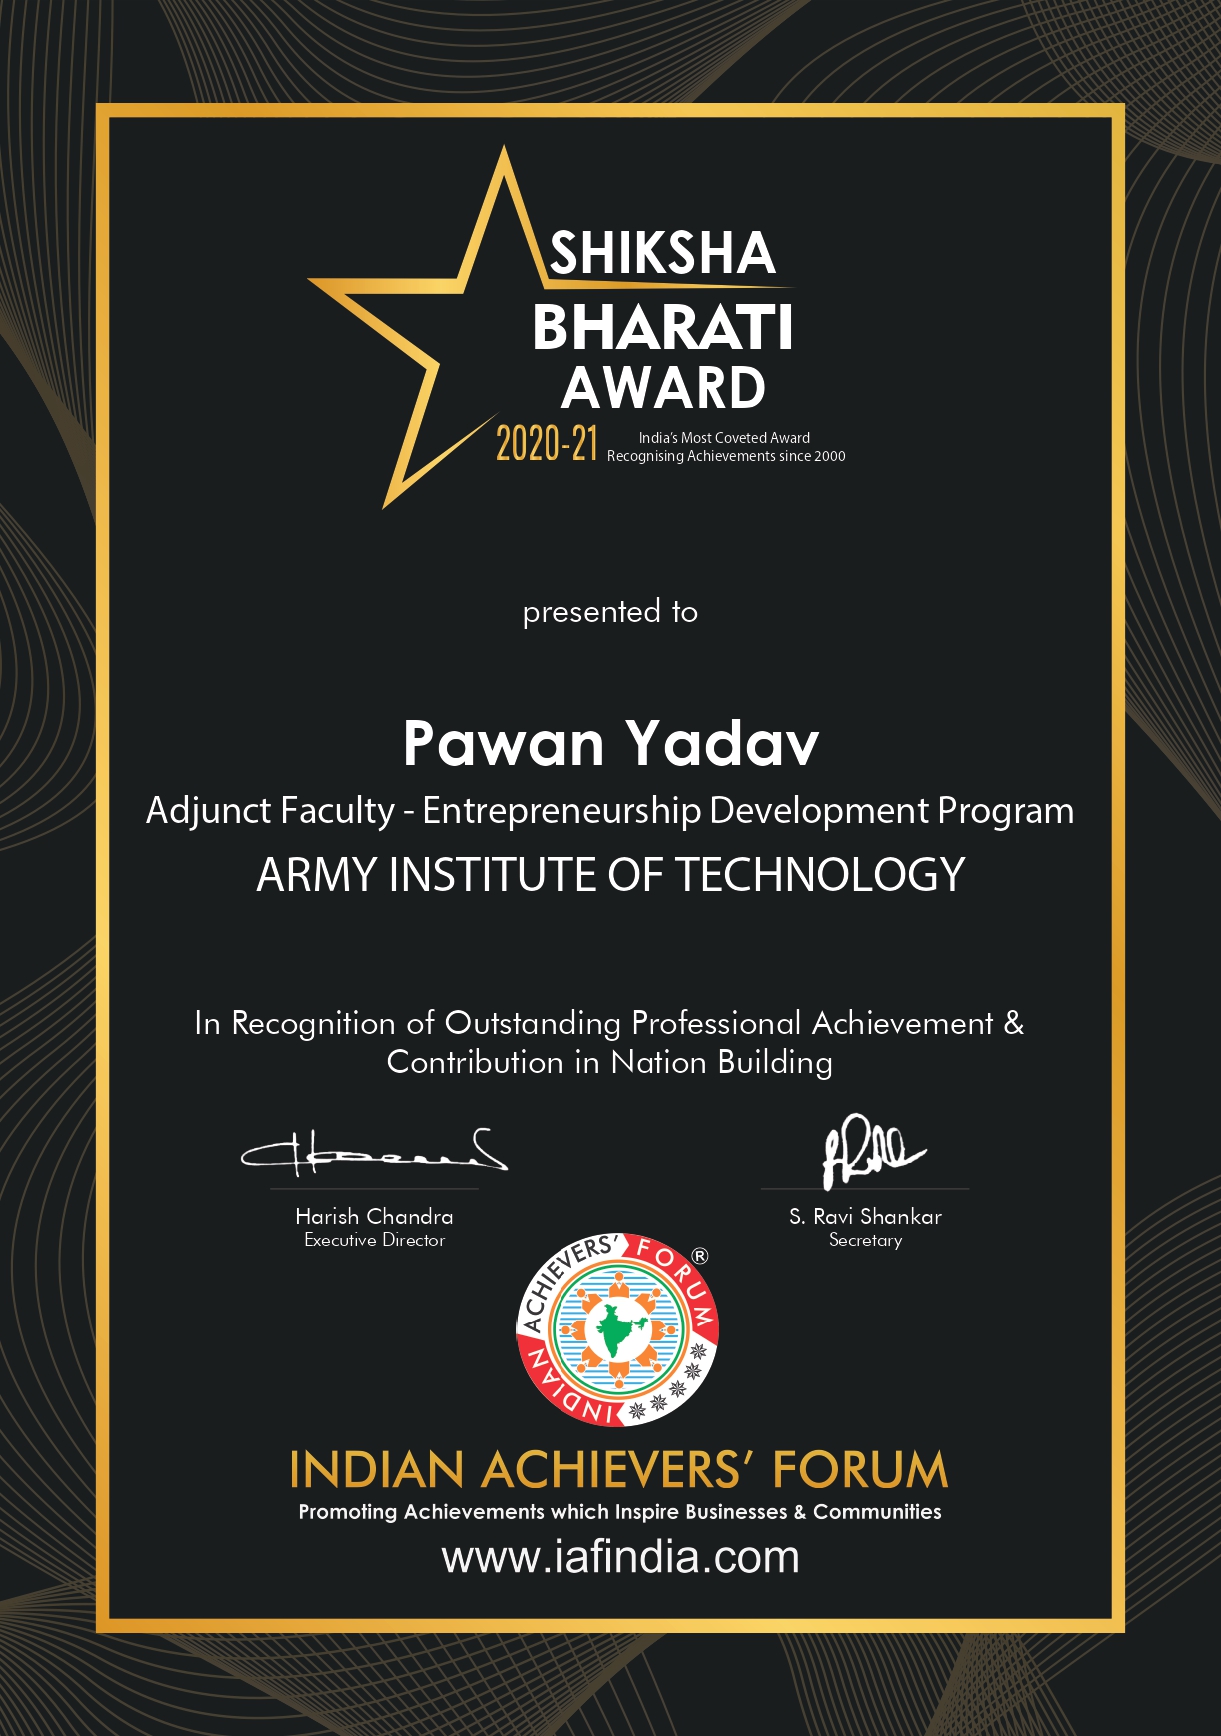 SHIKSHA
BHARATI
AWARD
2020-21
India's Most Coveted Award
Recognising Achievements since 2000
presented to
Pawan Yadav
Adjunct Faculty - Entrepreneurship Development Program
ARMY INSTITUTE OF TECHNOLOGY
In Recognition of Outstanding Professional Achievement &
Contribution in Nation Building
Harish Chandra
Executive Director
S. Ravi Shankar
Secretary
INDIAN ACHIEVERS' FORUM
®
INDIAN ACHIEVERS' FORUM
Promoting Achievements which Inspire Businesses & Communities
www.iafindia.com